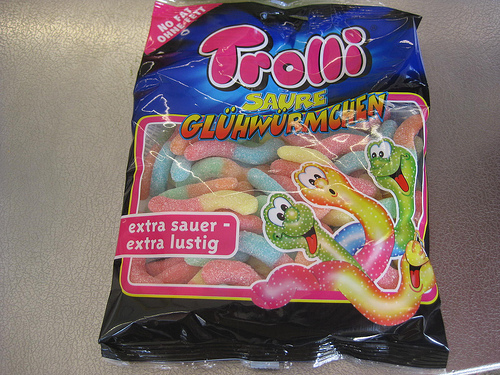 NO FAT
OHNE FETT
Trolli
SAURE
GLÜHWÜRMCHEN
extra sauer -
extra lustig